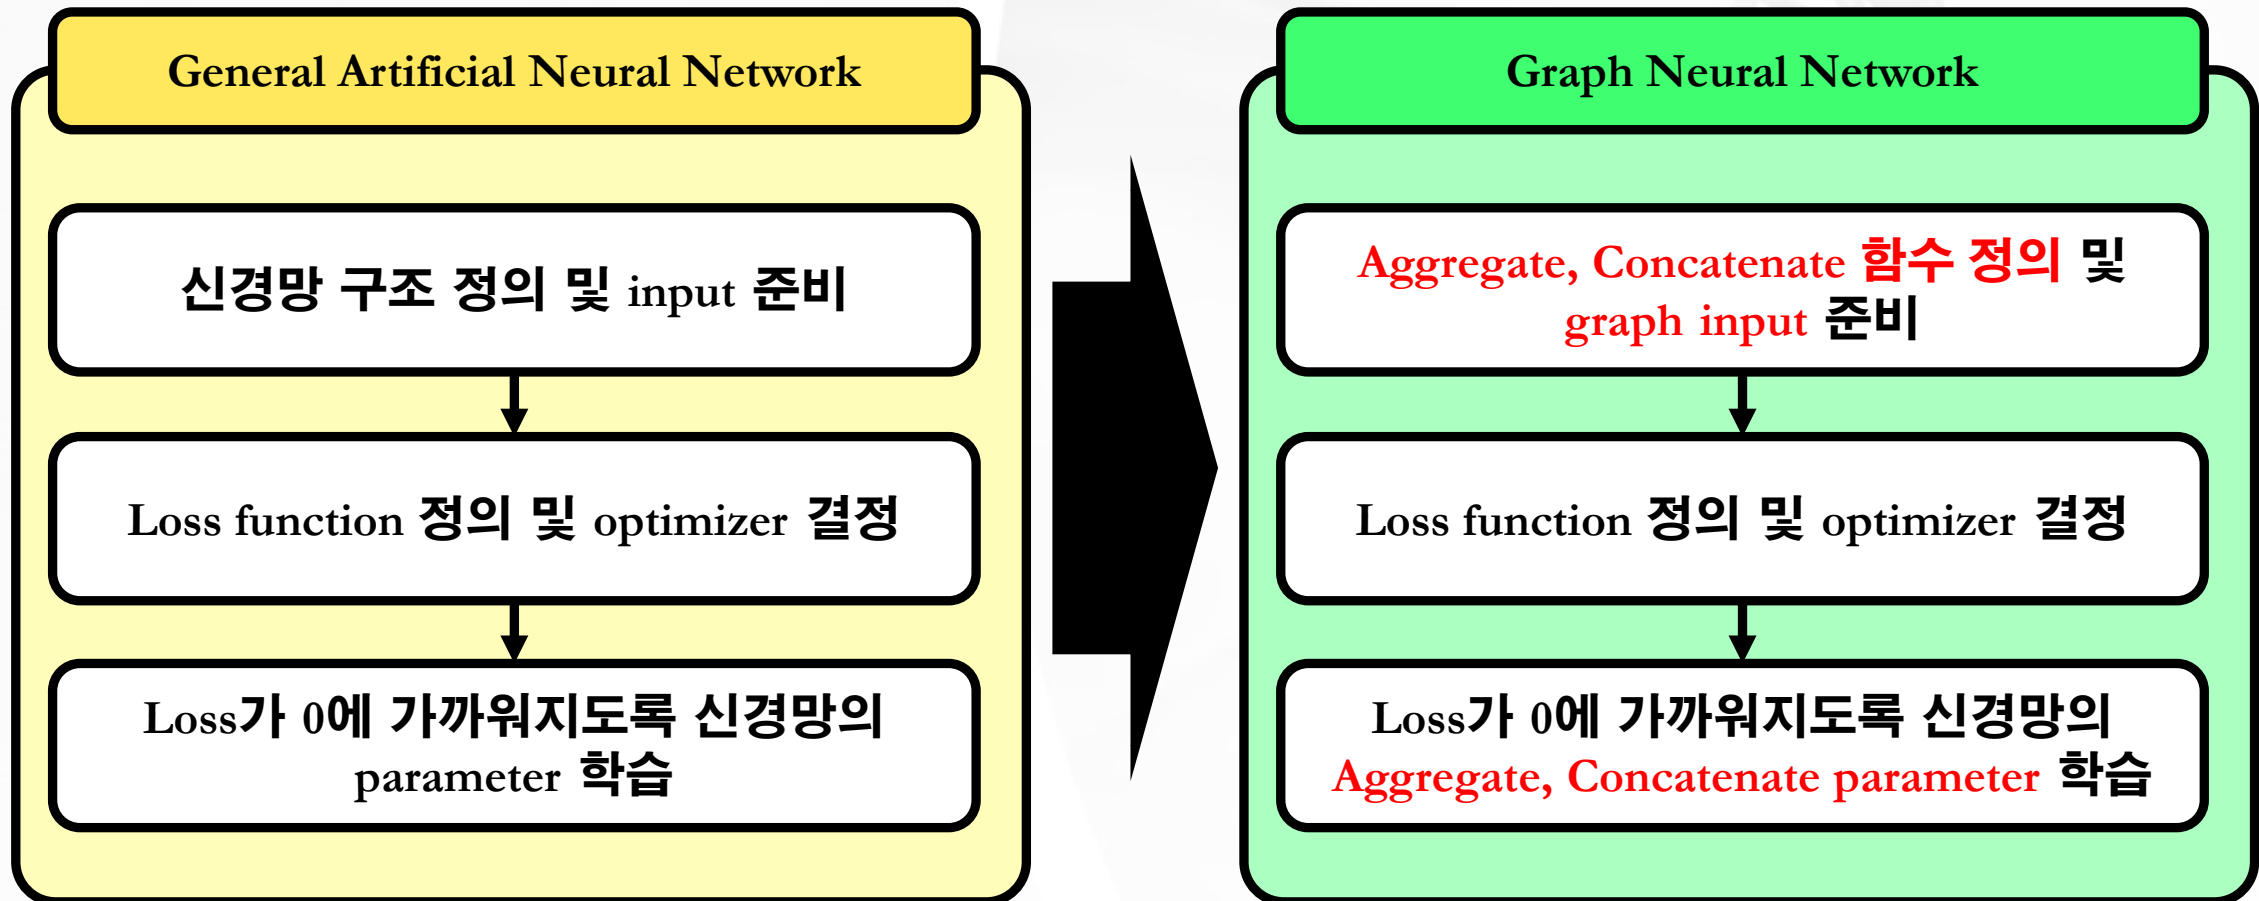 General Artificial Neural Network
신경망 구조 정의 및 input 준비
Loss function 정의 및 optimizer 결정
Loss가 0에 가까워지도록 신경망의
parameter 학습
Graph Neural Network
Aggregate, Concatenate 함수 정의 및
graph input 준비
Loss function 정의 및 optimizer 결정
Loss가 0에 가까워지도록 신경망의
Aggregate, Concatenate parameter 학습